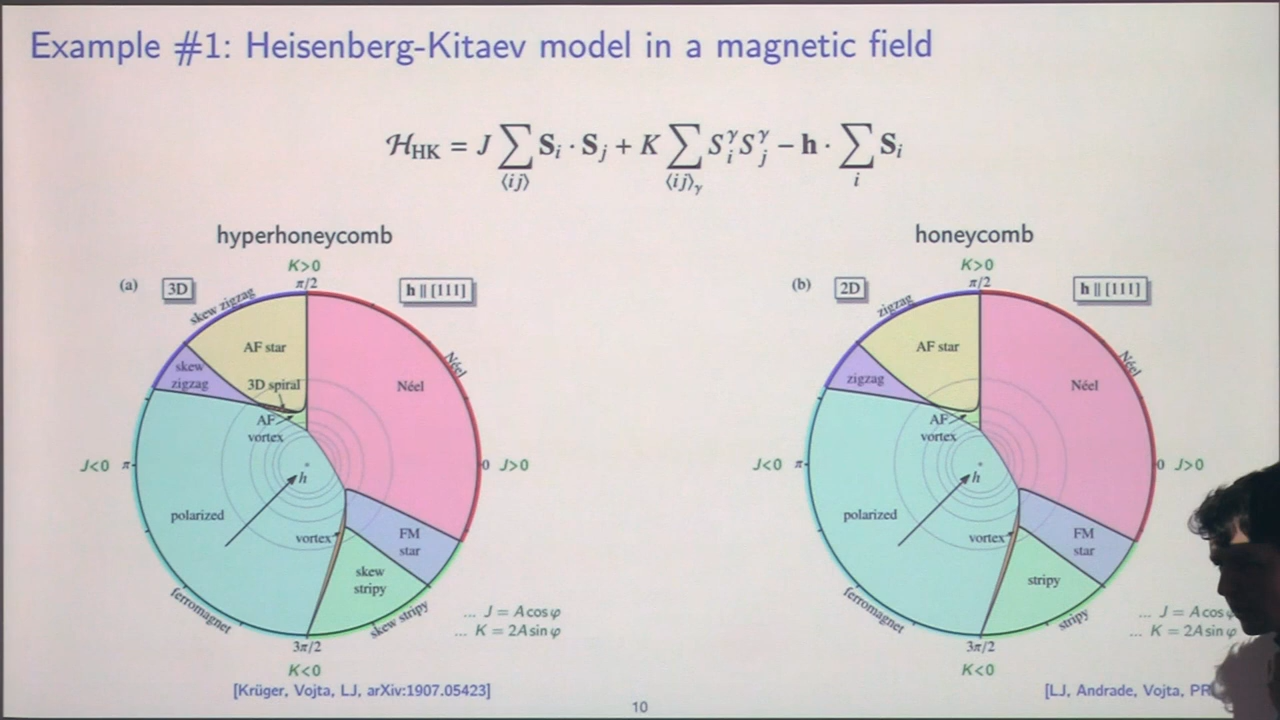 Example #1: Heisenberg-Kitaev model in a magnetic field
ℋ_HK = J ∑_⟨ij⟩ S_i · S_j + K ∑_⟨ij⟩γ S_i^γ S_j^γ − h · ∑_i S_i
hyperhoneycomb
K>0
(a)
3D
π/2
h ∥ [111]
skew zigzag
AF star
Néel
skew
zigzag
3D spiral
Néel
AF
vortex
J<0
π
h
0
J>0
polarized
vortex
FM
star
skew
stripy
ferromagnet
skew stripy
3π/2
K<0
... J = A cos φ
... K = 2A sin φ
[Krüger, Vojta, LJ, arXiv:1907.05423]
honeycomb
K>0
(b)
2D
π/2
h ∥ [111]
zigzag
AF star
Néel
zigzag
Néel
AF
vortex
J<0
π
h
0
J>0
polarized
vortex
FM
star
stripy
ferromagnet
stripy
3π/2
K<0
... J = A cos φ
... K = 2A sin φ
[LJ, Andrade, Vojta, PR
10